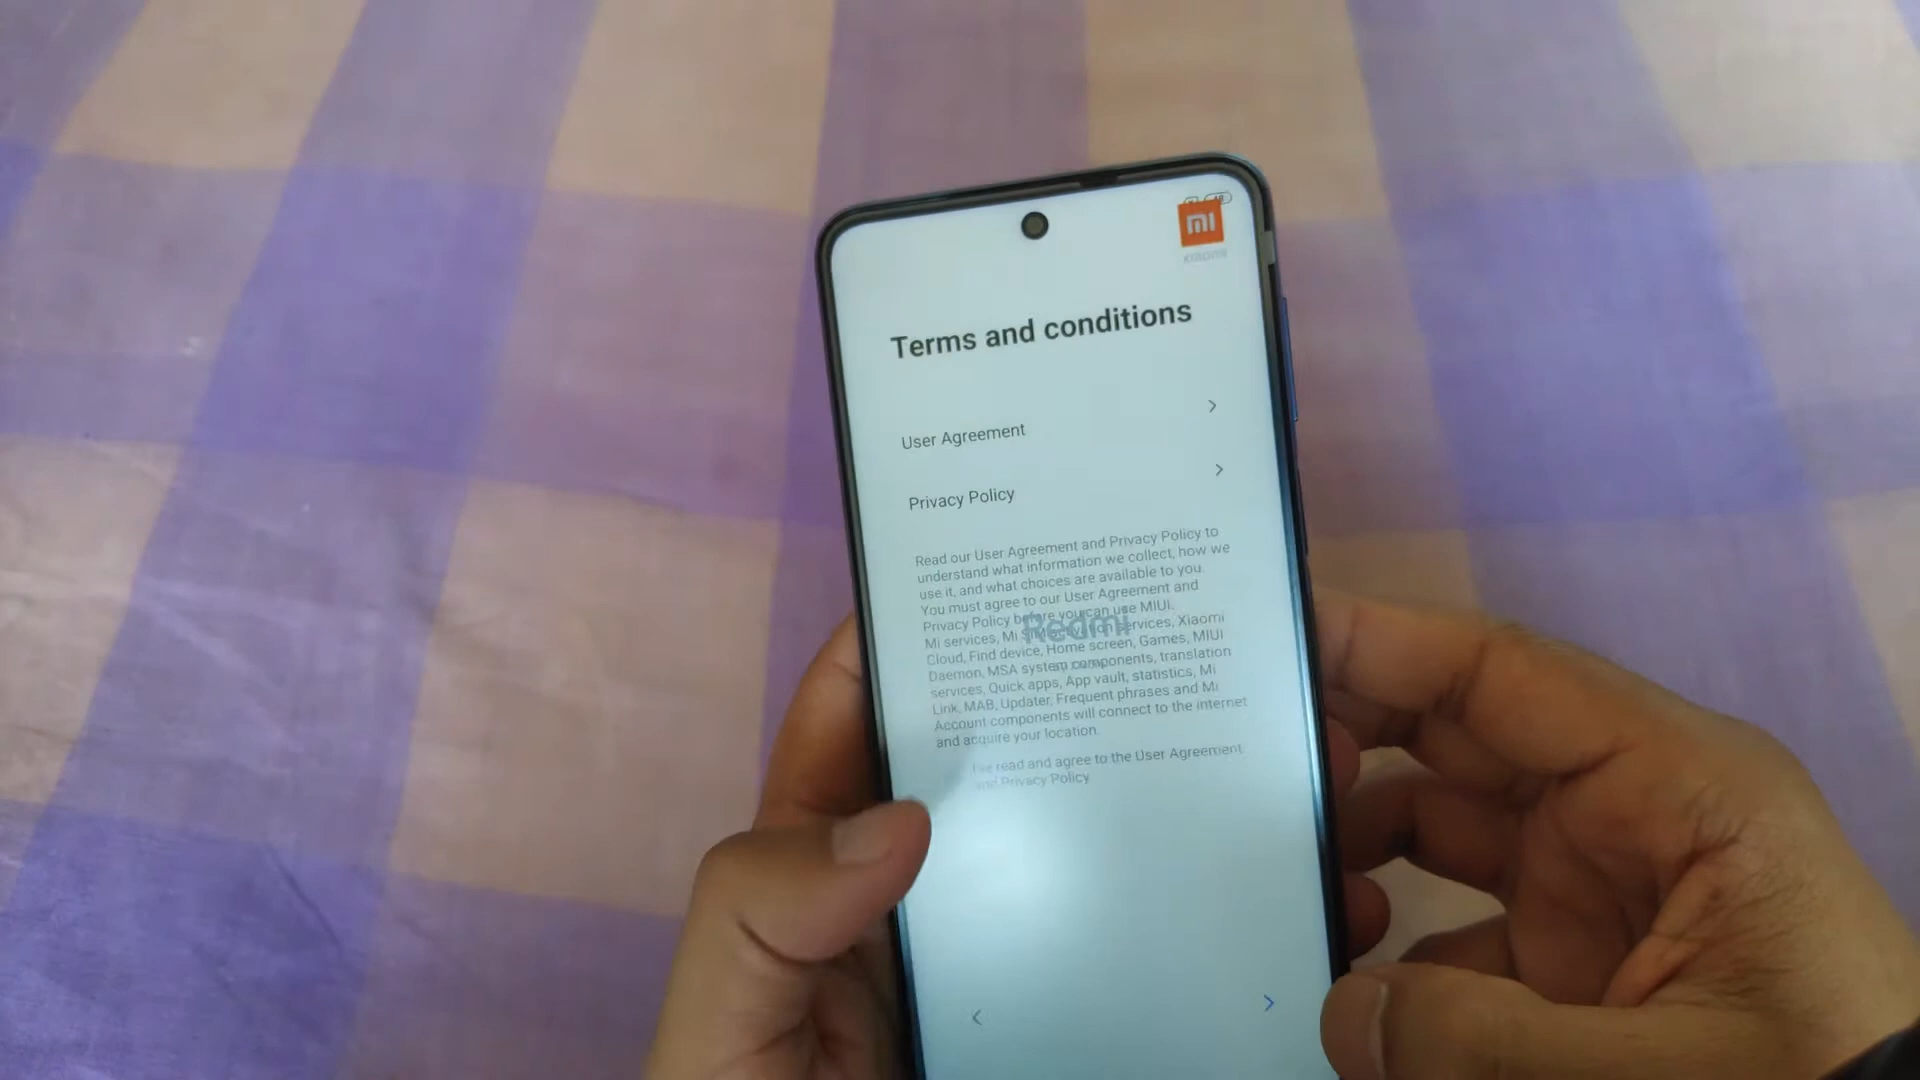 48
mi
xiaomi
Terms and conditions
User Agreement
Privacy Policy
Read our User Agreement and Privacy Policy to
understand what information we collect, how we
use it, and what choices are available to you.
You must agree to our User Agreement and
Privacy Policy before you can use MIUI.
Redmi
Mi services, Mi services, Xiaomi
Cloud, Find device, Home screen, Games, MIUI
Daemon, MSA system components, translation
services, Quick apps, App vault, statistics, Mi
Link, MAB, Updater, Frequent phrases and Mi
Account components will connect to the internet
and acquire your location.
I've read and agree to the User Agreement
and Privacy Policy